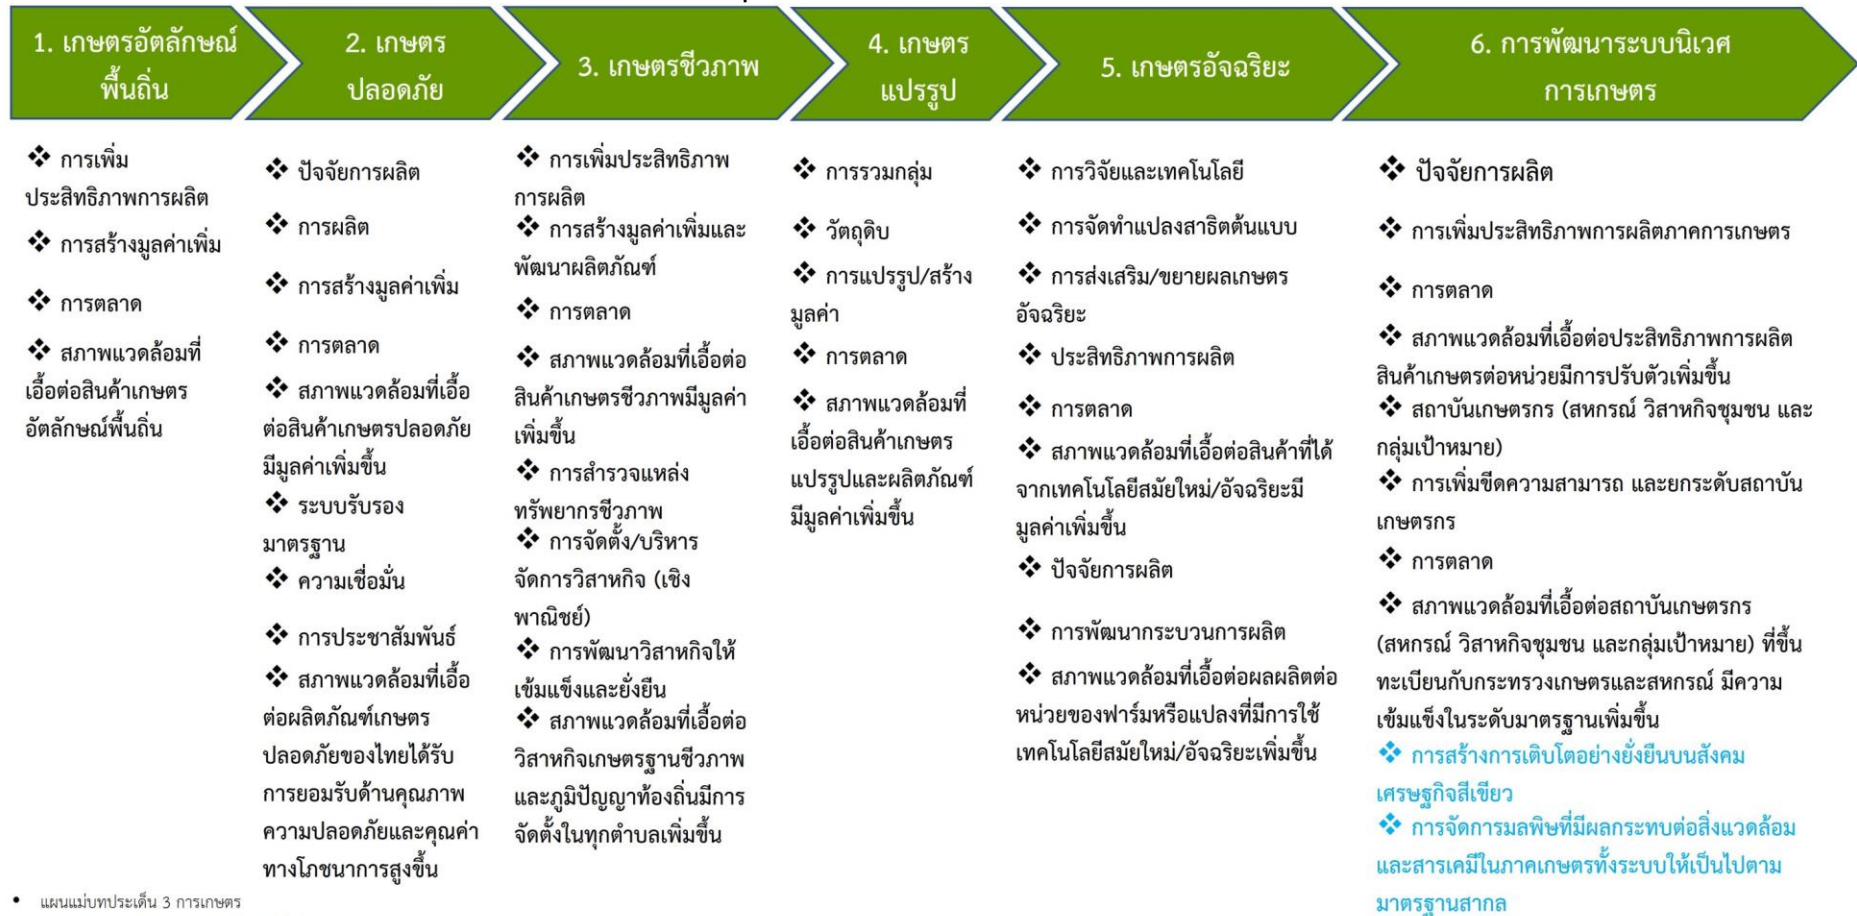 1. เกษตรอัตลักษณ์
พื้นถิ่น
2. เกษตร
ปลอดภัย
3. เกษตรชีวภาพ
4. เกษตร
แปรรูป
5. เกษตรอัจฉริยะ
6. การพัฒนาระบบนิเวศ
การเกษตร
❖ การเพิ่ม
ประสิทธิภาพการผลิต
❖ การสร้างมูลค่าเพิ่ม
❖ การตลาด
❖ สภาพแวดล้อมที่
เอื้อต่อสินค้าเกษตร
อัตลักษณ์พื้นถิ่น
❖ ปัจจัยการผลิต
❖ การผลิต
❖ การสร้างมูลค่าเพิ่ม
❖ การตลาด
❖ สภาพแวดล้อมที่เอื้อ
ต่อสินค้าเกษตรปลอดภัย
มีมูลค่าเพิ่มขึ้น
❖ ระบบรับรอง
มาตรฐาน
❖ ความเชื่อมั่น
❖ การประชาสัมพันธ์
❖ สภาพแวดล้อมที่เอื้อ
ต่อผลิตภัณฑ์เกษตร
ปลอดภัยของไทยได้รับ
การยอมรับด้านคุณภาพ
ความปลอดภัยและคุณค่า
ทางโภชนาการสูงขึ้น
❖ การเพิ่มประสิทธิภาพ
การผลิต
❖ การสร้างมูลค่าเพิ่มและ
พัฒนาผลิตภัณฑ์
❖ การตลาด
❖ สภาพแวดล้อมที่เอื้อต่อ
สินค้าเกษตรชีวภาพมีมูลค่า
เพิ่มขึ้น
❖ การสำรวจแหล่ง
ทรัพยากรชีวภาพ
❖ การจัดตั้ง/บริหาร
จัดการวิสาหกิจ (เชิง
พาณิชย์)
❖ การพัฒนาวิสาหกิจให้
เข้มแข็งและยั่งยืน
❖ สภาพแวดล้อมที่เอื้อต่อ
วิสาหกิจเกษตรฐานชีวภาพ
และภูมิปัญญาท้องถิ่นมีการ
จัดตั้งในทุกตำบลเพิ่มขึ้น
❖ การรวมกลุ่ม
❖ วัตถุดิบ
❖ การแปรรูป/สร้าง
มูลค่า
❖ การตลาด
❖ สภาพแวดล้อมที่
เอื้อต่อสินค้าเกษตร
แปรรูปและผลิตภัณฑ์
มีมูลค่าเพิ่มขึ้น
❖ การวิจัยและเทคโนโลยี
❖ การจัดทำแปลงสาธิตต้นแบบ
❖ การส่งเสริม/ขยายผลเกษตร
อัจฉริยะ
❖ ประสิทธิภาพการผลิต
❖ การตลาด
❖ สภาพแวดล้อมที่เอื้อต่อสินค้าที่ได้
จากเทคโนโลยีสมัยใหม่/อัจฉริยะมี
มูลค่าเพิ่มขึ้น
❖ ปัจจัยการผลิต
❖ การพัฒนากระบวนการผลิต
❖ สภาพแวดล้อมที่เอื้อต่อผลผลิตต่อ
หน่วยของฟาร์มหรือแปลงที่มีการใช้
เทคโนโลยีสมัยใหม่/อัจฉริยะเพิ่มขึ้น
❖ ปัจจัยการผลิต
❖ การเพิ่มประสิทธิภาพการผลิตภาคการเกษตร
❖ การตลาด
❖ สภาพแวดล้อมที่เอื้อต่อประสิทธิภาพการผลิต
สินค้าเกษตรต่อหน่วยมีการปรับตัวเพิ่มขึ้น
❖ สถาบันเกษตรกร (สหกรณ์ วิสาหกิจชุมชน และ
กลุ่มเป้าหมาย)
❖ การเพิ่มขีดความสามารถ และยกระดับสถาบัน
เกษตรกร
❖ การตลาด
❖ สภาพแวดล้อมที่เอื้อต่อสถาบันเกษตรกร
(สหกรณ์ วิสาหกิจชุมชน และกลุ่มเป้าหมาย) ที่ขึ้น
ทะเบียนกับกระทรวงเกษตรและสหกรณ์ มีความ
เข้มแข็งในระดับมาตรฐานเพิ่มขึ้น
❖ การสร้างการเติบโตอย่างยั่งยืนบนสังคม
เศรษฐกิจสีเขียว
❖ การจัดการมลพิษที่มีผลกระทบต่อสิ่งแวดล้อม
และสารเคมีในภาคเกษตรทั้งระบบให้เป็นไปตาม
มาตรฐานสากล
• แผนแม่บทประเด็น 3 การเกษตร